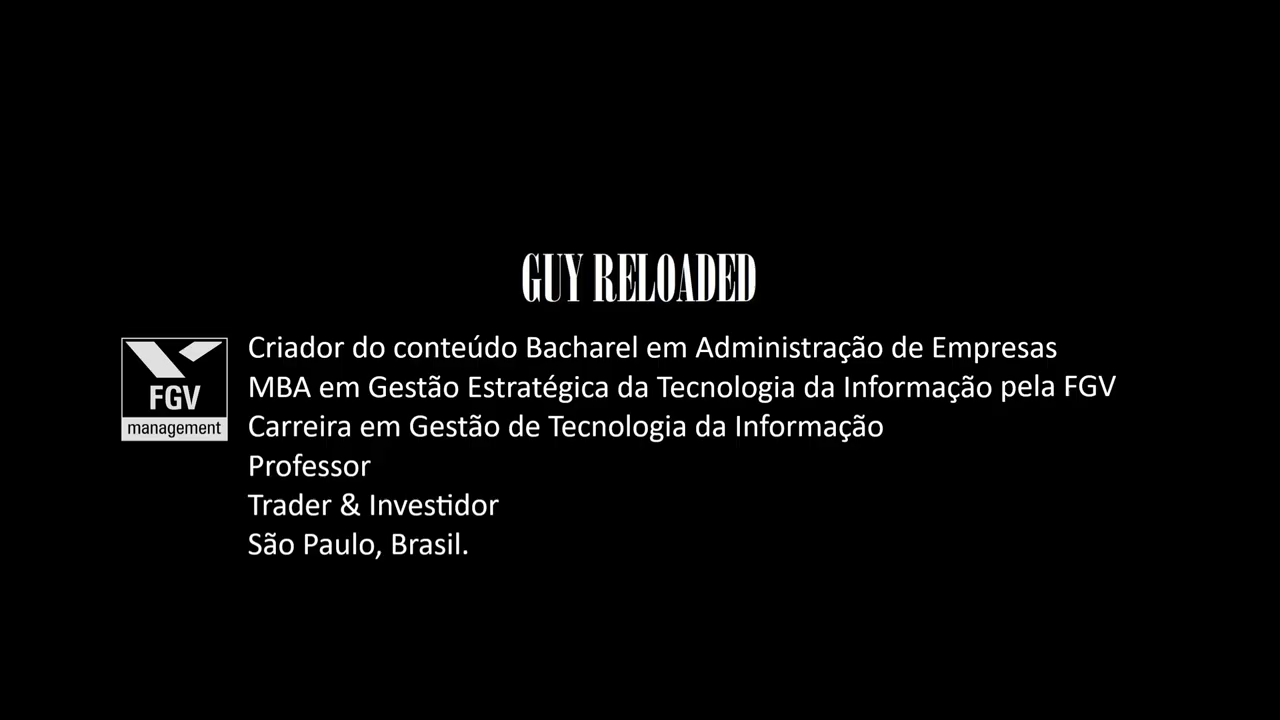 GUY RELOADED
FGV
management
Criador do conteúdo Bacharel em Administração de Empresas
MBA em Gestão Estratégica da Tecnologia da Informação pela FGV
Carreira em Gestão de Tecnologia da Informação
Professor
Trader & Investidor
São Paulo, Brasil.